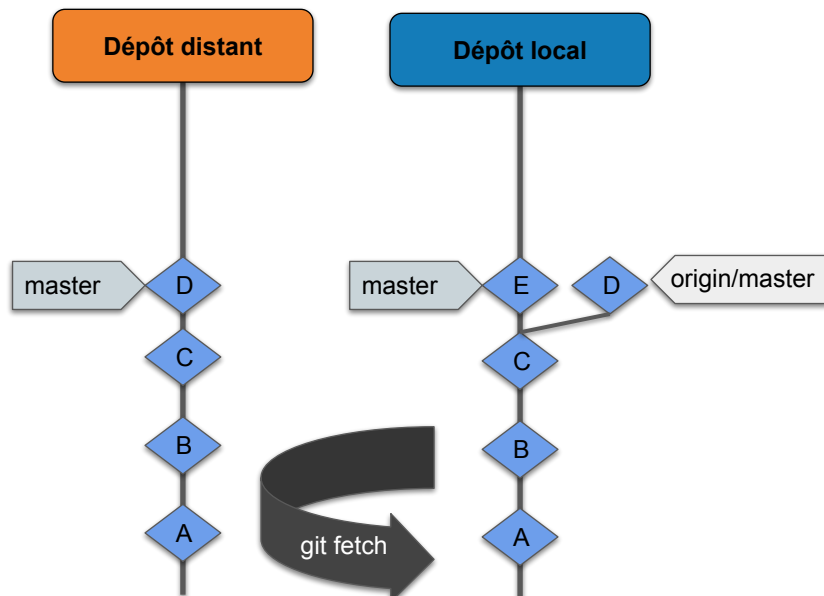 Dépôt distant
Dépôt local
master
D
master
E
D
origin/master
C
C
B
B
A
git fetch
A